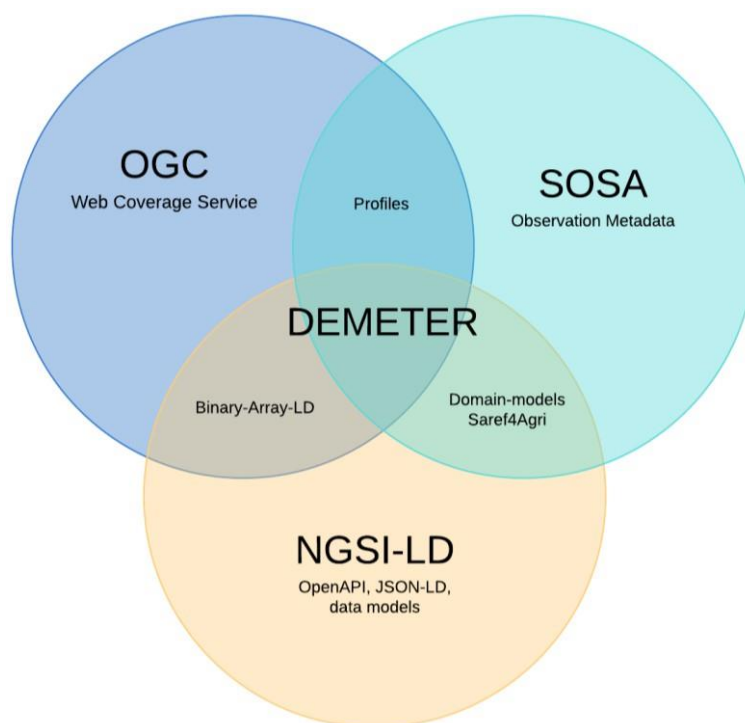 OGC
Web Coverage Service
Profiles
SOSA
Observation Metadata
DEMETER
Binary-Array-LD
Domain-models
Saref4Agri
NGSI-LD
OpenAPI, JSON-LD,
data models